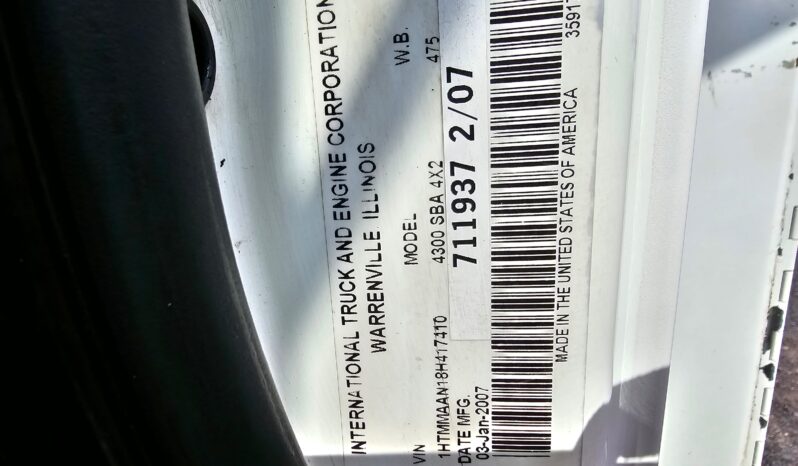 INTERNATIONAL TRUCK AND ENGINE CORPORATION
WARRENVILLE ILLINOIS
VIN MODEL W.B.
1HTMMAAN18H417410 4300 SBA 4X2 475
DATE MFG. 711937 2/07
03-Jan-2007
MADE IN THE UNITED STATES OF AMERICA 35917